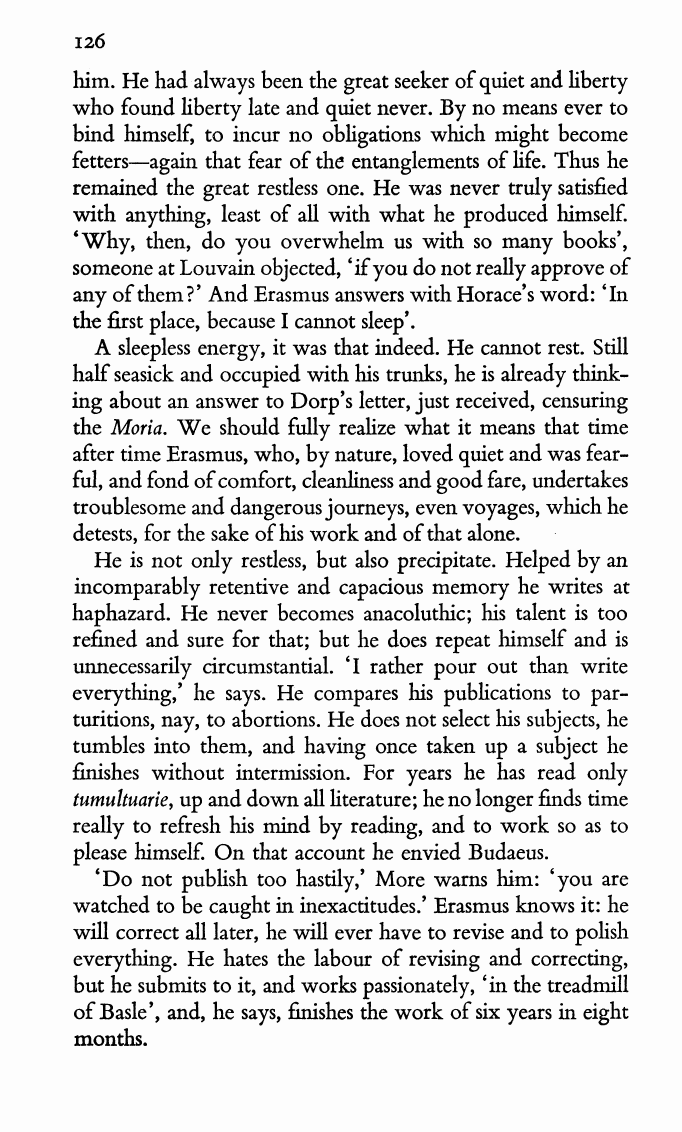 126
him. He had always been the great seeker of quiet and liberty
who found liberty late and quiet never. By no means ever to
bind himself, to incur no obligations which might become
fetters—again that fear of the entanglements of life. Thus he
remained the great restless one. He was never truly satisfied
with anything, least of all with what he produced himself.
‘Why, then, do you overwhelm us with so many books’,
someone at Louvain objected, ‘if you do not really approve of
any of them?’ And Erasmus answers with Horace’s word: ‘In
the first place, because I cannot sleep’.
A sleepless energy, it was that indeed. He cannot rest. Still
half seasick and occupied with his trunks, he is already think-
ing about an answer to Dorp’s letter, just received, censuring
the Moria. We should fully realize what it means that time
after time Erasmus, who, by nature, loved quiet and was fear-
ful, and fond of comfort, cleanliness and good fare, undertakes
troublesome and dangerous journeys, even voyages, which he
detests, for the sake of his work and of that alone.
He is not only restless, but also precipitate. Helped by an
incomparably retentive and capacious memory he writes at
haphazard. He never becomes anacoluthic; his talent is too
refined and sure for that; but he does repeat himself and is
unnecessarily circumstantial. ‘I rather pour out than write
everything,’ he says. He compares his publications to par-
turitions, nay, to abortions. He does not select his subjects, he
tumbles into them, and having once taken up a subject he
finishes without intermission. For years he has read only
tumultuarie, up and down all literature; he no longer finds time
really to refresh his mind by reading, and to work so as to
please himself. On that account he envied Budaeus.
‘Do not publish too hastily,’ More warns him: ‘you are
watched to be caught in inexactitudes.’ Erasmus knows it: he
will correct all later, he will ever have to revise and to polish
everything. He hates the labour of revising and correcting,
but he submits to it, and works passionately, ‘in the treadmill
of Basle’, and, he says, finishes the work of six years in eight
months.